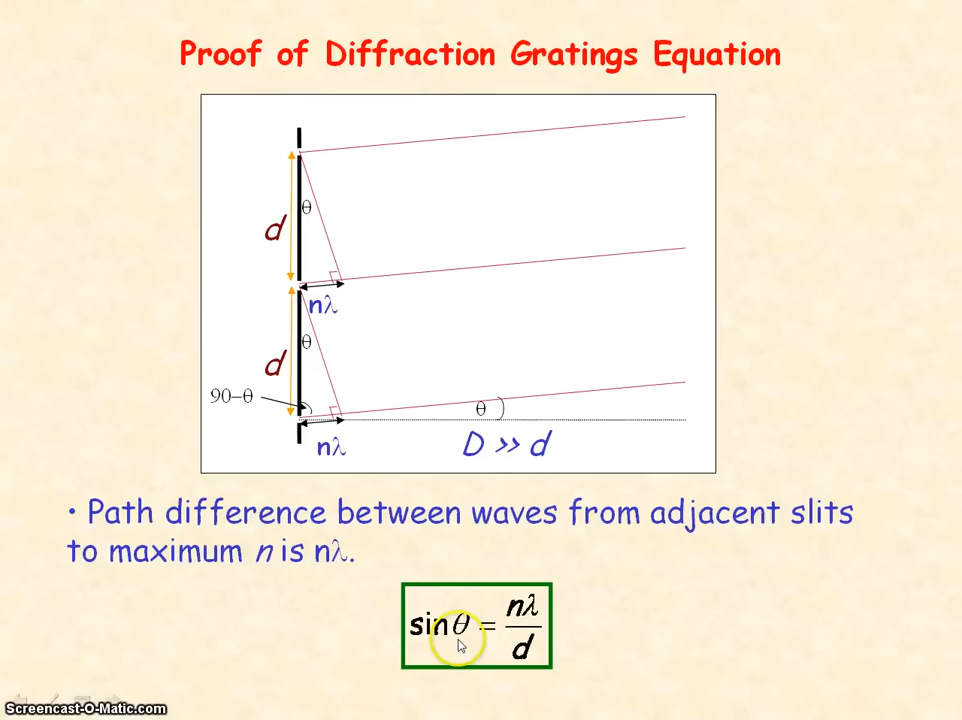 Proof of Diffraction Gratings Equation
θ
d
nλ
θ
d
90–θ
θ
nλ
D >> d
• Path difference between waves from adjacent slits
to maximum n is nλ.
sin θ = nλ / d
Screencast-O-Matic.com